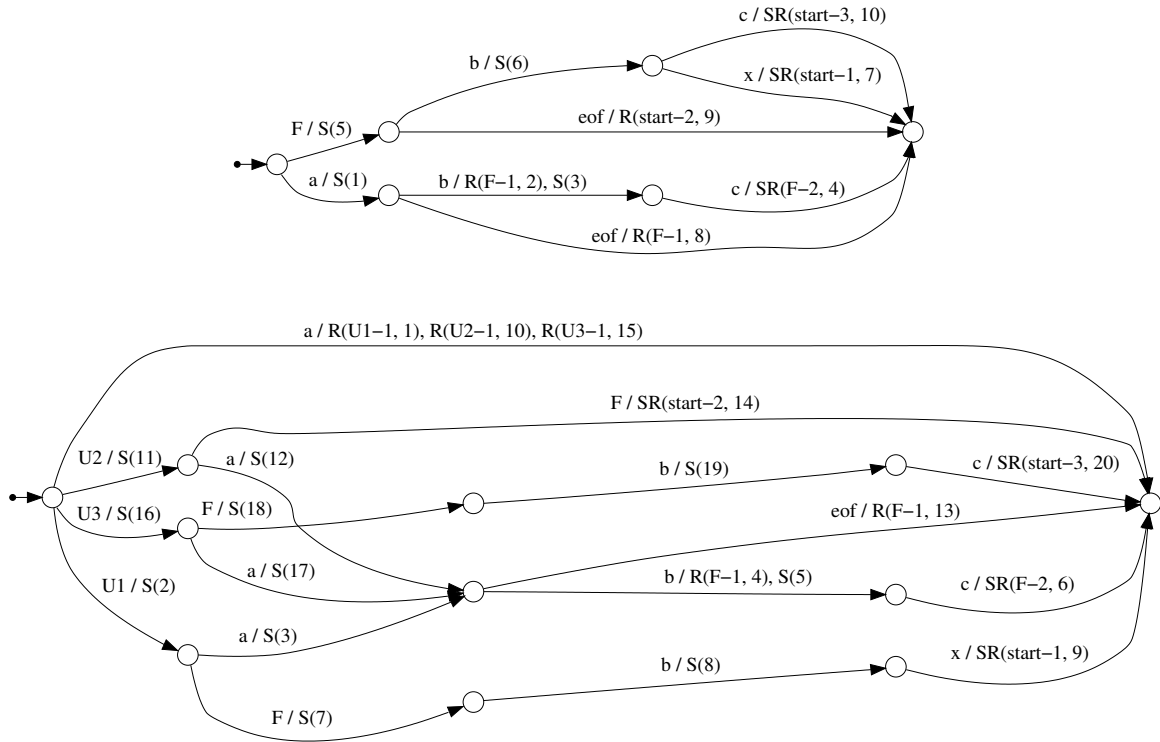 c / SR(start−3, 10)
b / S(6)
x / SR(start−1, 7)
F / S(5)
eof / R(start−2, 9)
a / S(1)
b / R(F−1, 2), S(3)
c / SR(F−2, 4)
eof / R(F−1, 8)
a / R(U1−1, 1), R(U2−1, 10), R(U3−1, 15)
F / SR(start−2, 14)
U2 / S(11)
a / S(12)
b / S(19)
c / SR(start−3, 20)
U3 / S(16)
F / S(18)
eof / R(F−1, 13)
a / S(17)
b / R(F−1, 4), S(5)
c / SR(F−2, 6)
U1 / S(2)
a / S(3)
b / S(8)
x / SR(start−1, 9)
F / S(7)